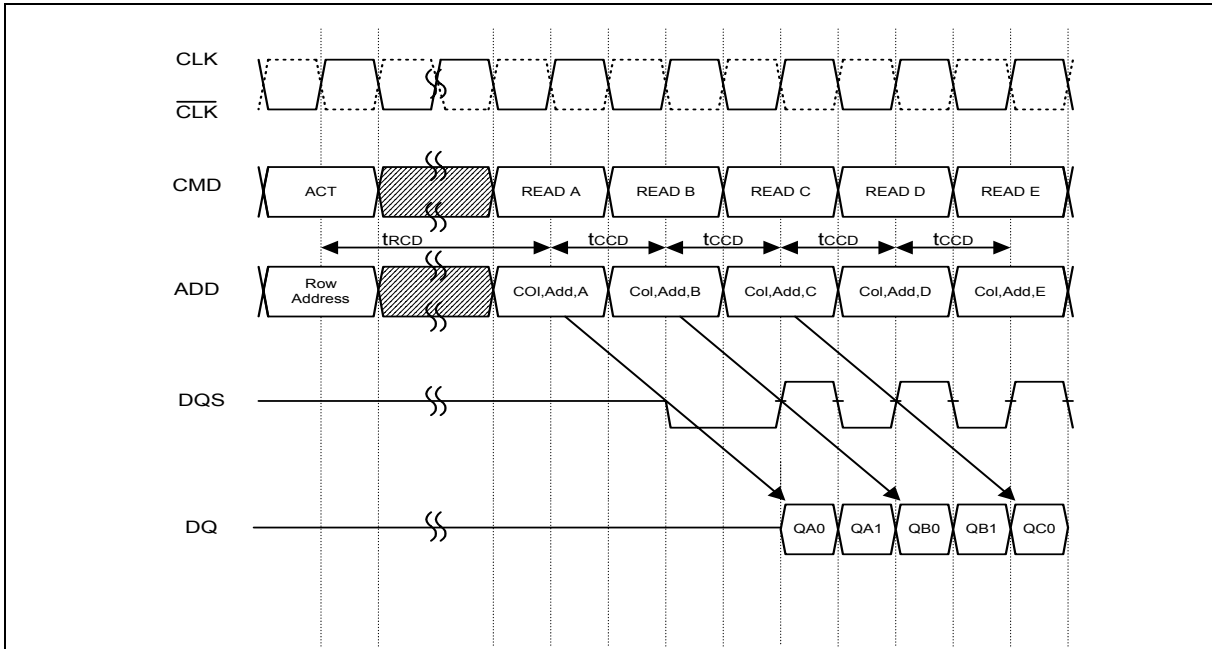 CLK
CLK
CMD
ACT
READ A
READ B
READ C
READ D
READ E
tRCD
tCCD
tCCD
tCCD
tCCD
ADD
Row
Address
COl,Add,A
Col,Add,B
Col,Add,C
Col,Add,D
Col,Add,E
DQS
DQ
QA0
QA1
QB0
QB1
QC0